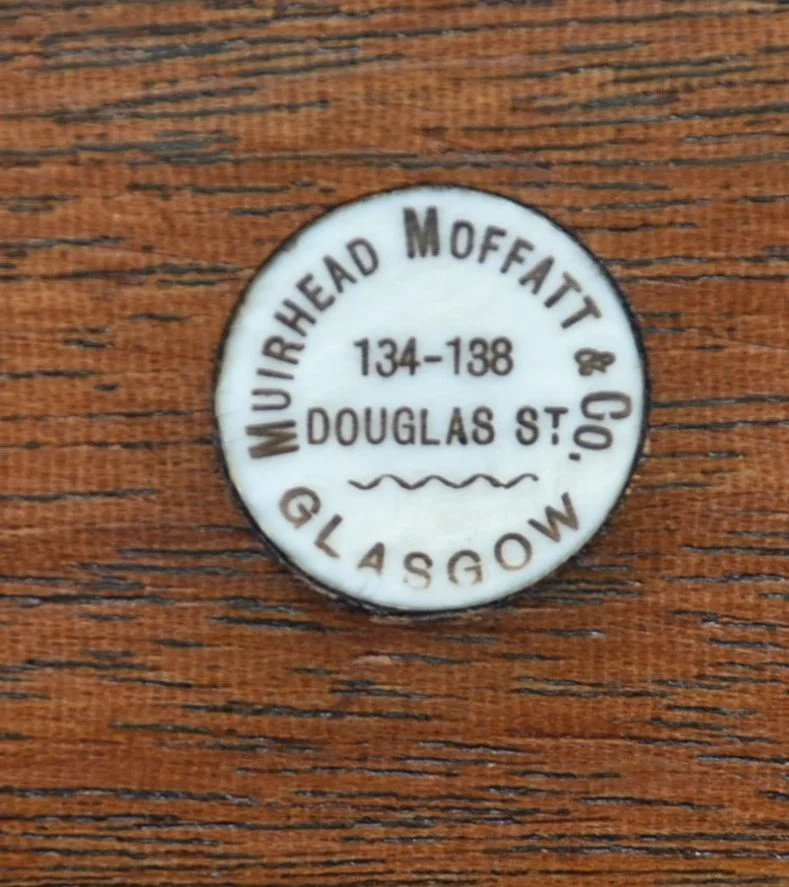 MUIRHEAD MOFFATT & Co.
134-138
DOUGLAS ST.
GLASGOW